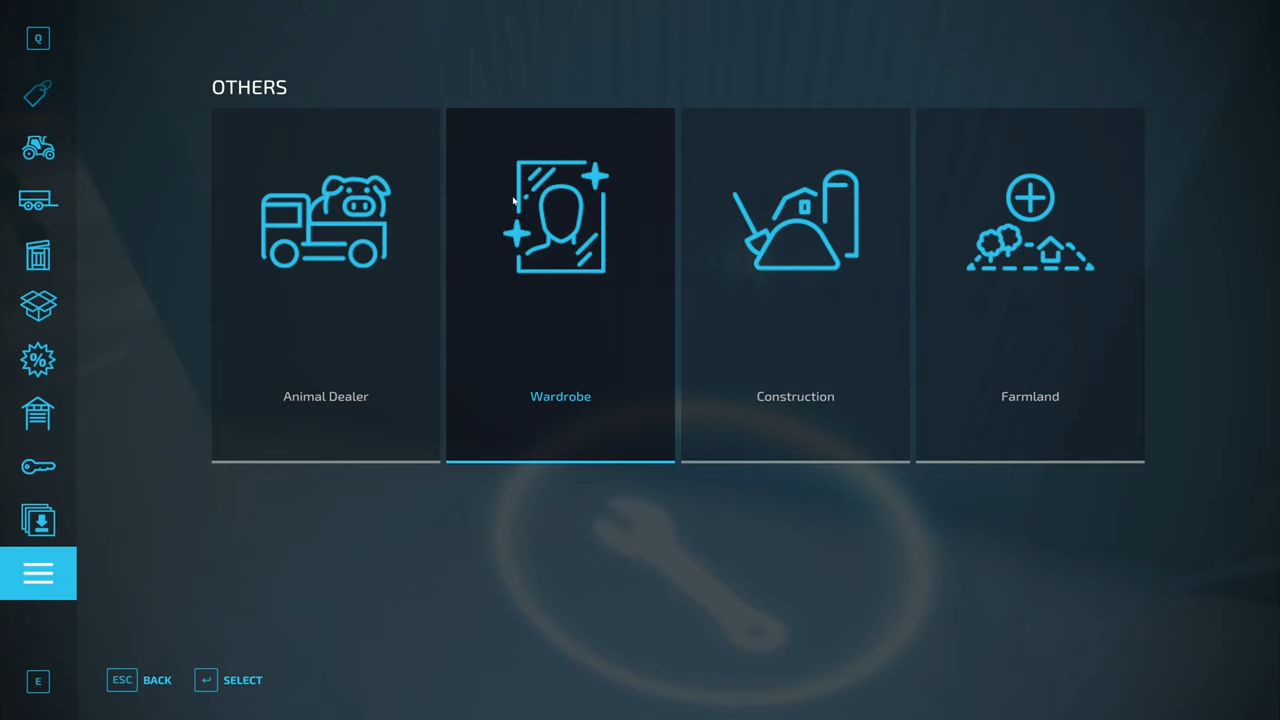 Q
OTHERS
%
Animal Dealer
Wardrobe
Construction
Farmland
E
ESC BACK ↵ SELECT